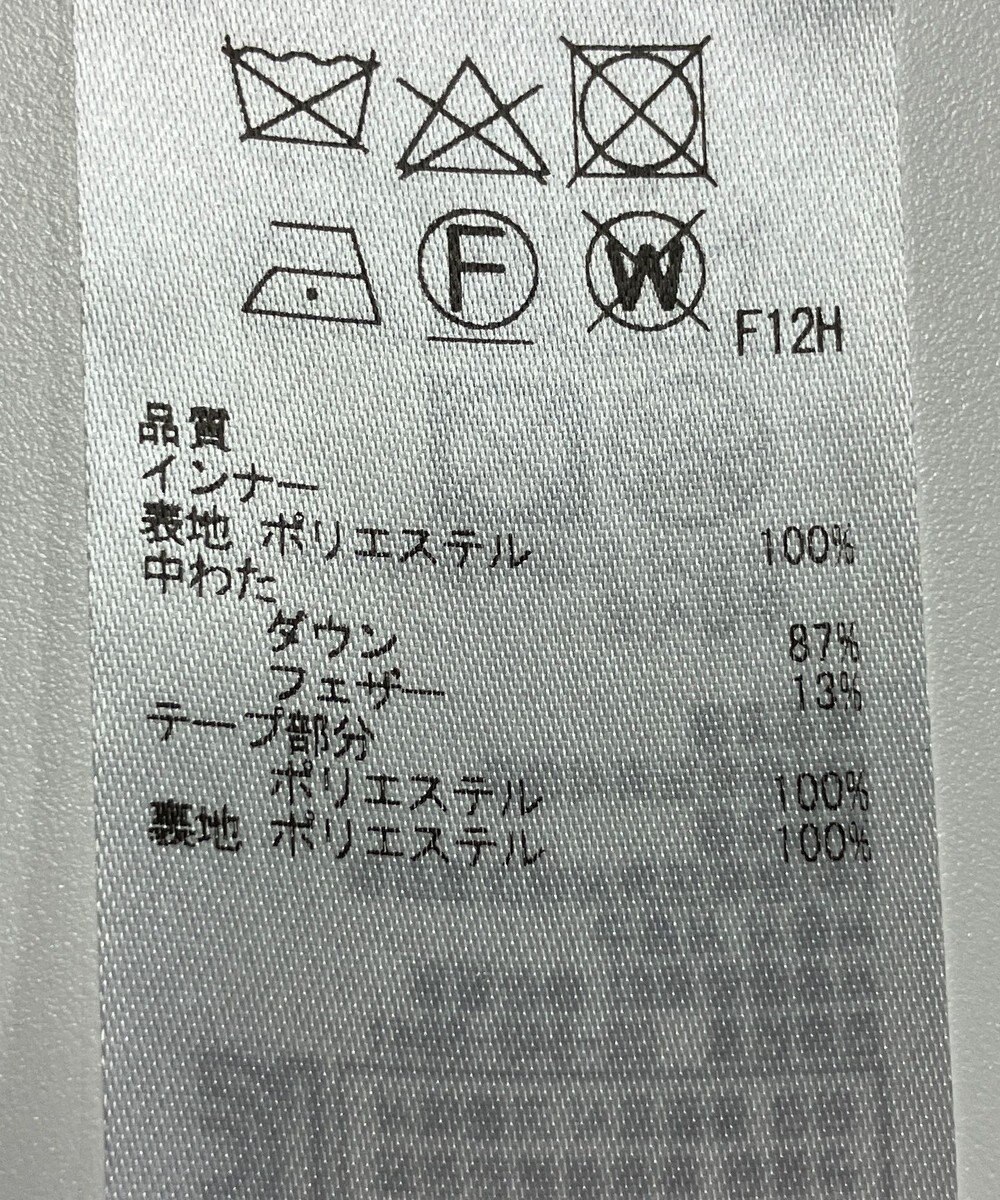 F W F12H
品質
インナー
表地 ポリエステル 100%
中わた
ダウン 87%
フェザー 13%
テープ部分
ポリエステル 100%
裏地 ポリエステル 100%